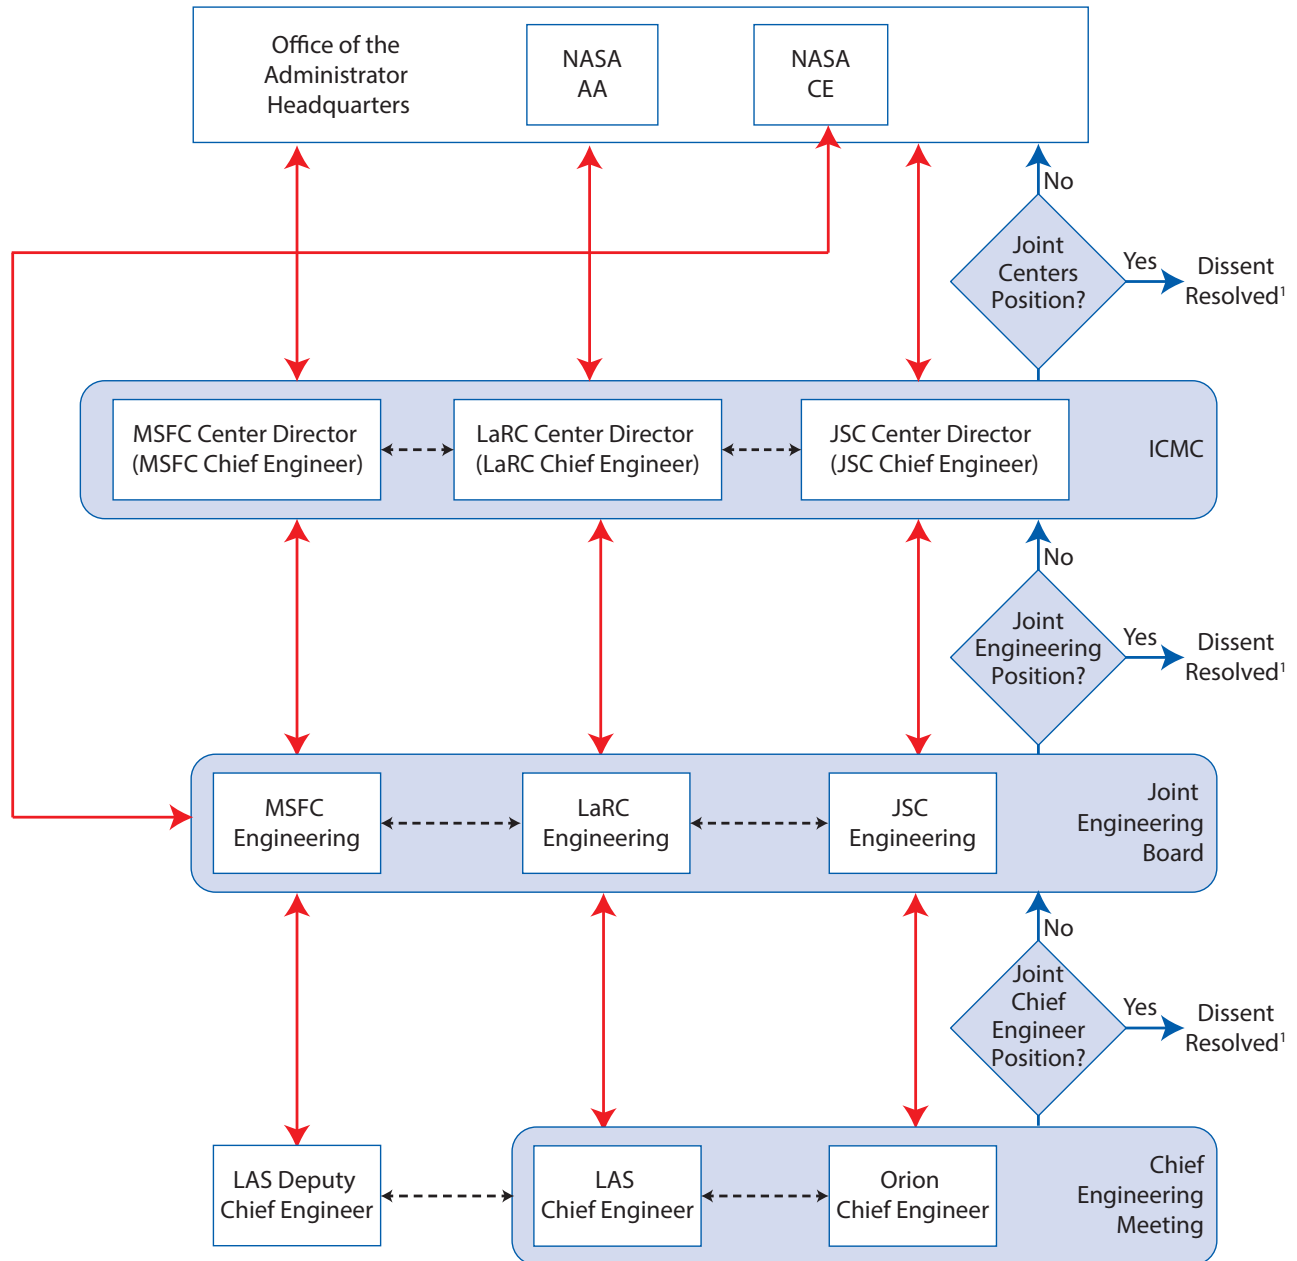 Office of the
Administrator
Headquarters
NASA
AA
NASA
CE
No
Joint
Centers
Position?
Yes
Dissent
Resolved¹
MSFC Center Director
(MSFC Chief Engineer)
LaRC Center Director
(LaRC Chief Engineer)
JSC Center Director
(JSC Chief Engineer)
ICMC
No
Joint
Engineering
Position?
Yes
Dissent
Resolved¹
MSFC
Engineering
LaRC
Engineering
JSC
Engineering
Joint
Engineering
Board
No
Joint
Chief
Engineer
Position?
Yes
Dissent
Resolved¹
LAS Deputy
Chief Engineer
LAS
Chief Engineer
Orion
Chief Engineer
Chief
Engineering
Meeting